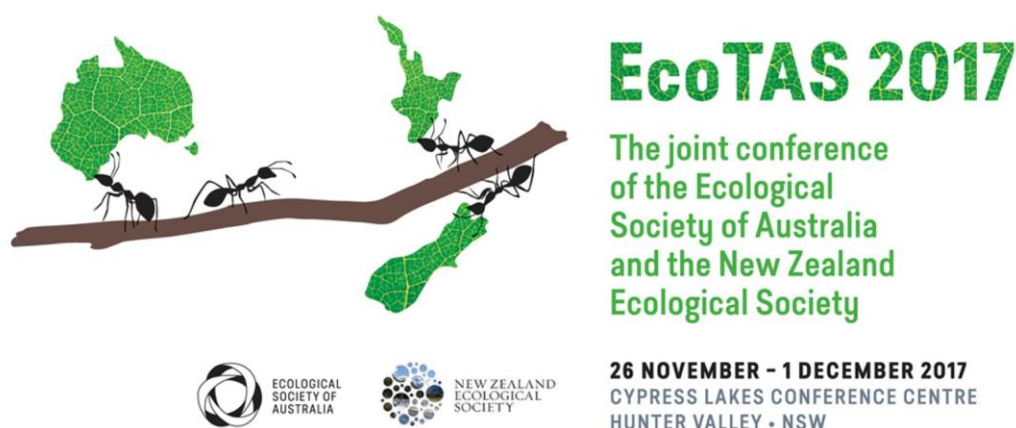 EcoTAS 2017
The joint conference
of the Ecological
Society of Australia
and the New Zealand
Ecological Society
26 NOVEMBER – 1 DECEMBER 2017
CYPRESS LAKES CONFERENCE CENTRE
HUNTER VALLEY • NSW
ECOLOGICAL
SOCIETY OF
AUSTRALIA
NEW ZEALAND
ECOLOGICAL
SOCIETY